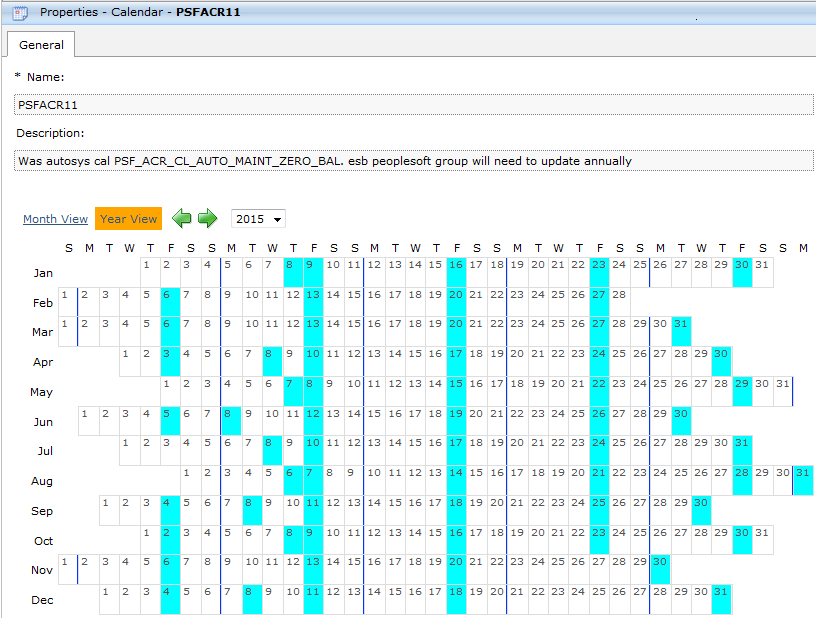 Properties - Calendar - PSFACR11
General
* Name:
PSFACR11
Description:
Was autosys cal PSF_ACR_CL_AUTO_MAINT_ZERO_BAL. esb peoplesoft group will need to update annually
Month View Year View 2015
S M T W T F S S M T W T F S S M T W T F S S M T W T F S S M T W T F S S M
Jan 1 2 3 4 5 6 7 8 9 10 11 12 13 14 15 16 17 18 19 20 21 22 23 24 25 26 27 28 29 30 31
Feb 1 2 3 4 5 6 7 8 9 10 11 12 13 14 15 16 17 18 19 20 21 22 23 24 25 26 27 28
Mar 1 2 3 4 5 6 7 8 9 10 11 12 13 14 15 16 17 18 19 20 21 22 23 24 25 26 27 28 29 30 31
Apr 1 2 3 4 5 6 7 8 9 10 11 12 13 14 15 16 17 18 19 20 21 22 23 24 25 26 27 28 29 30
May 1 2 3 4 5 6 7 8 9 10 11 12 13 14 15 16 17 18 19 20 21 22 23 24 25 26 27 28 29 30 31
Jun 1 2 3 4 5 6 7 8 9 10 11 12 13 14 15 16 17 18 19 20 21 22 23 24 25 26 27 28 29 30
Jul 1 2 3 4 5 6 7 8 9 10 11 12 13 14 15 16 17 18 19 20 21 22 23 24 25 26 27 28 29 30 31
Aug 1 2 3 4 5 6 7 8 9 10 11 12 13 14 15 16 17 18 19 20 21 22 23 24 25 26 27 28 29 30 31
Sep 1 2 3 4 5 6 7 8 9 10 11 12 13 14 15 16 17 18 19 20 21 22 23 24 25 26 27 28 29 30
Oct 1 2 3 4 5 6 7 8 9 10 11 12 13 14 15 16 17 18 19 20 21 22 23 24 25 26 27 28 29 30 31
Nov 1 2 3 4 5 6 7 8 9 10 11 12 13 14 15 16 17 18 19 20 21 22 23 24 25 26 27 28 29 30
Dec 1 2 3 4 5 6 7 8 9 10 11 12 13 14 15 16 17 18 19 20 21 22 23 24 25 26 27 28 29 30 31